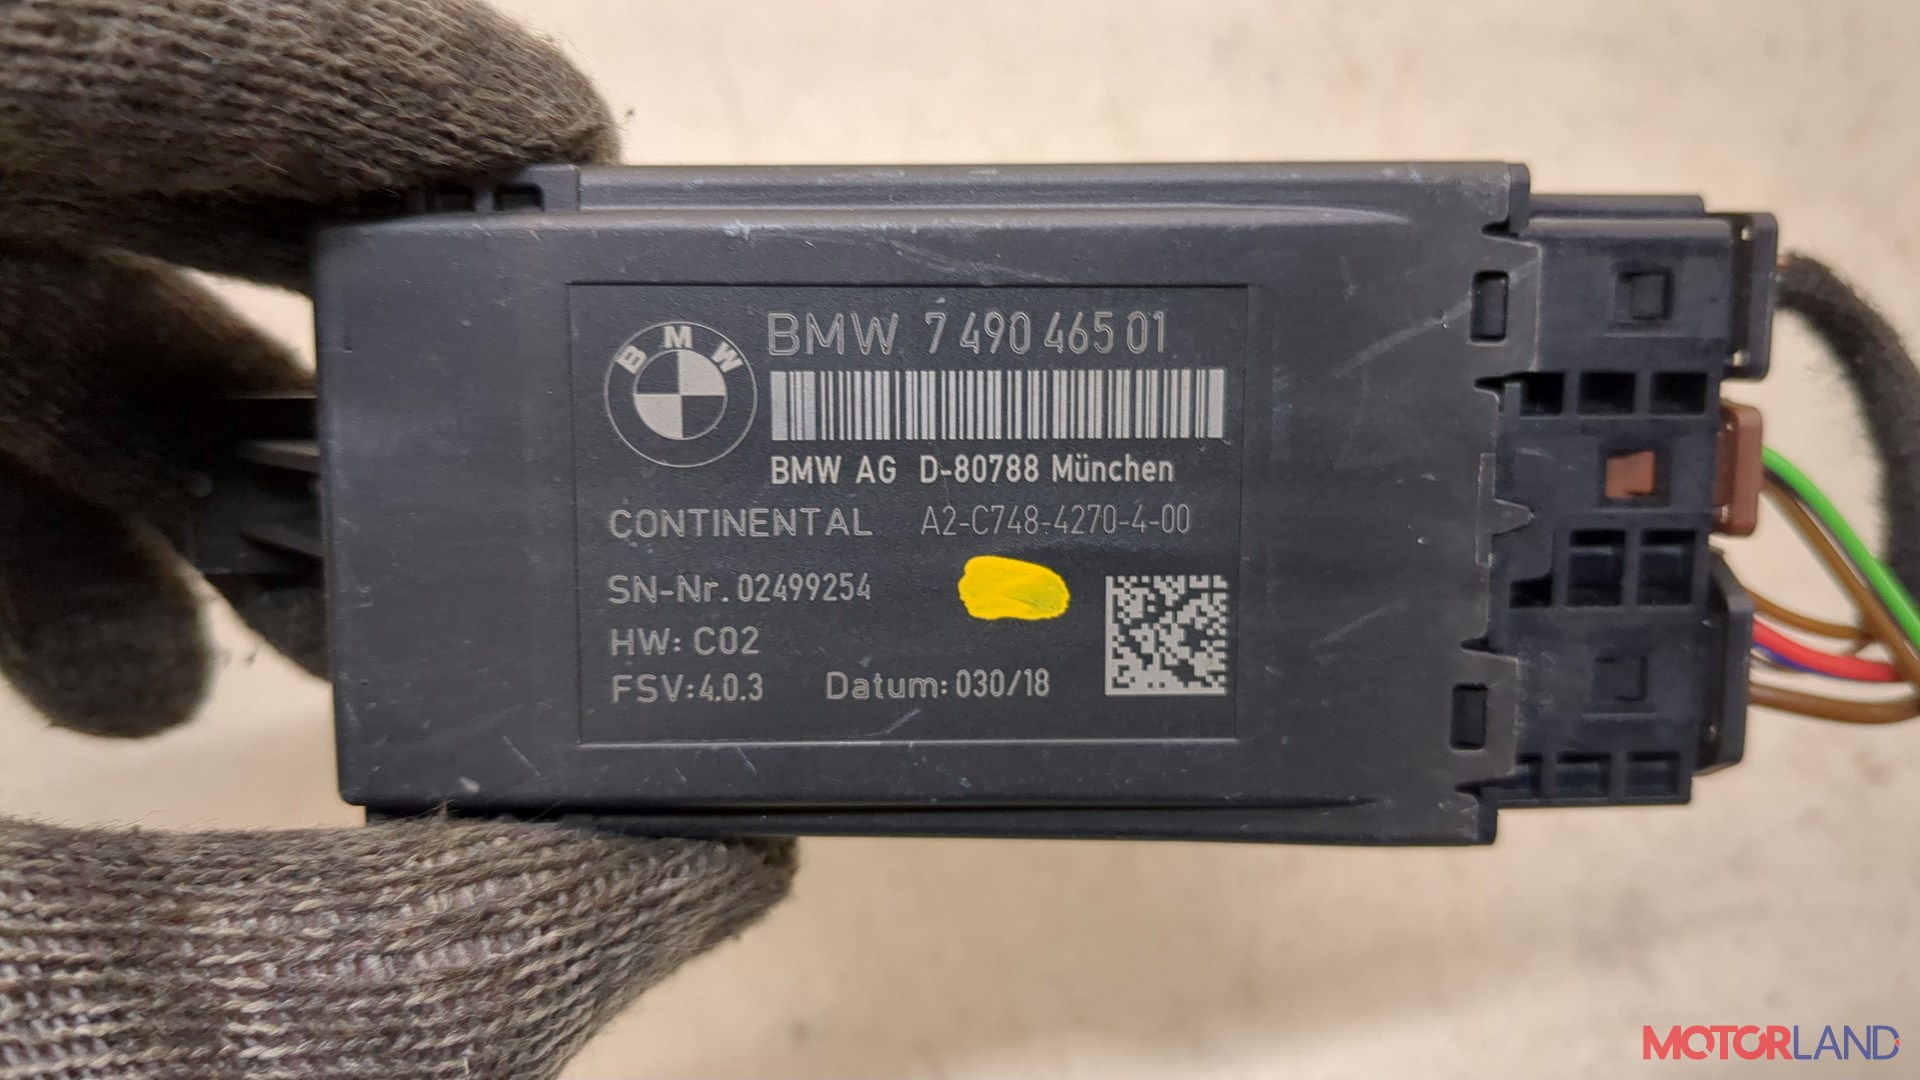 BMW
BMW 7 490 465 01
BMW AG D-80788 München
CONTINENTAL A2-C748-4270-4-00
SN-Nr. 02499254
HW: C02
FSV:4.0.3 Datum: 030/18
MOTORLAND